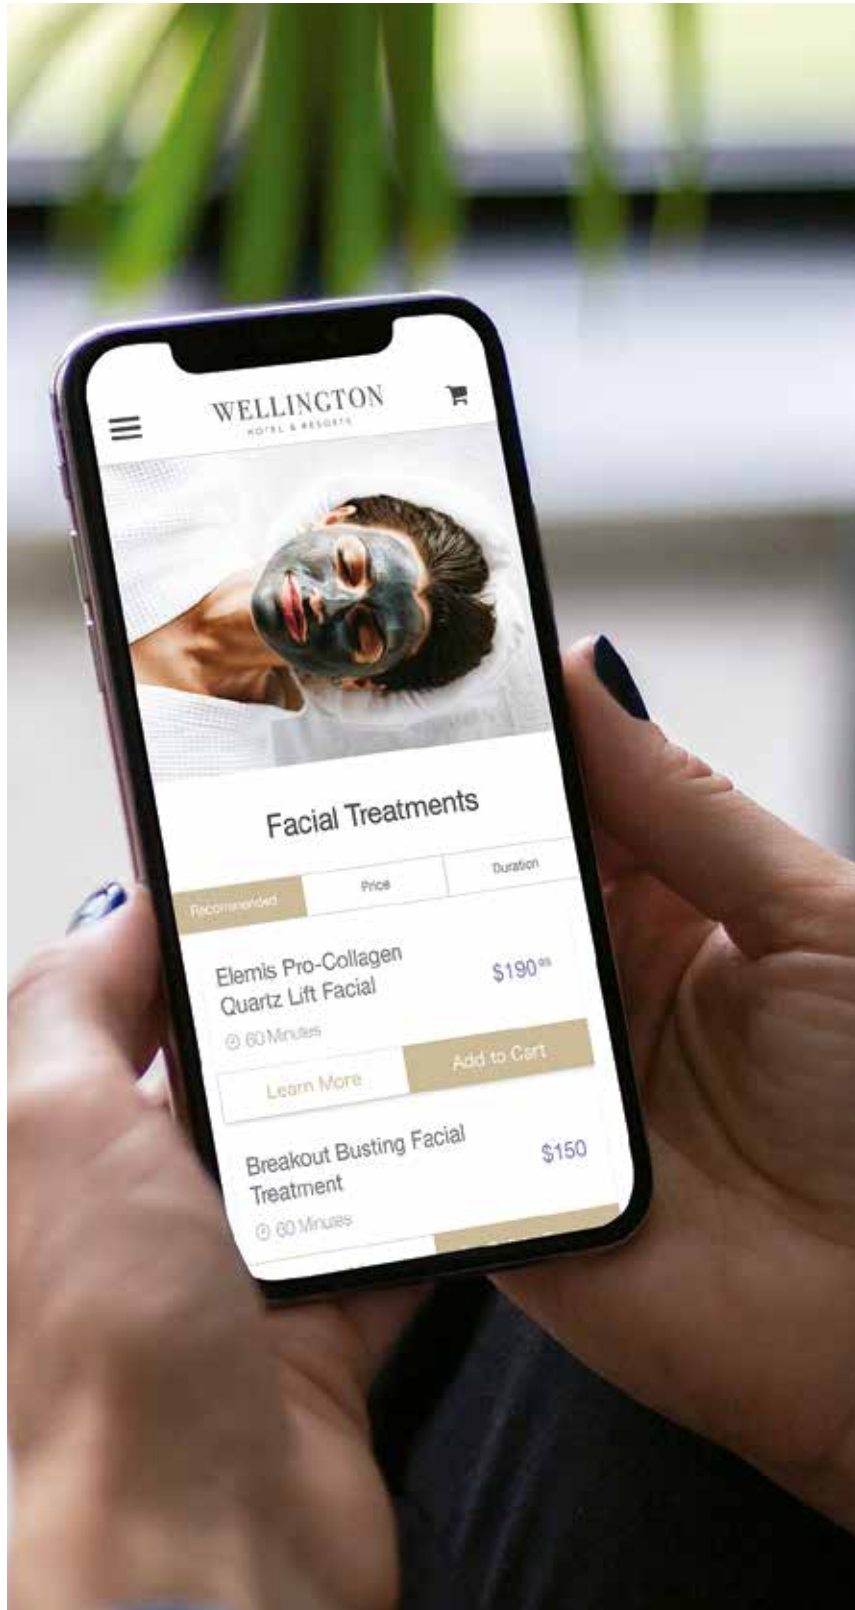 WELLINGTON
HOTEL & RESORTS
Facial Treatments
Recommended
Price
Duration
Elemis Pro-Collagen
Quartz Lift Facial
$190
60 Minutes
Learn More
Add to Cart
Breakout Busting Facial
Treatment
$150
60 Minutes